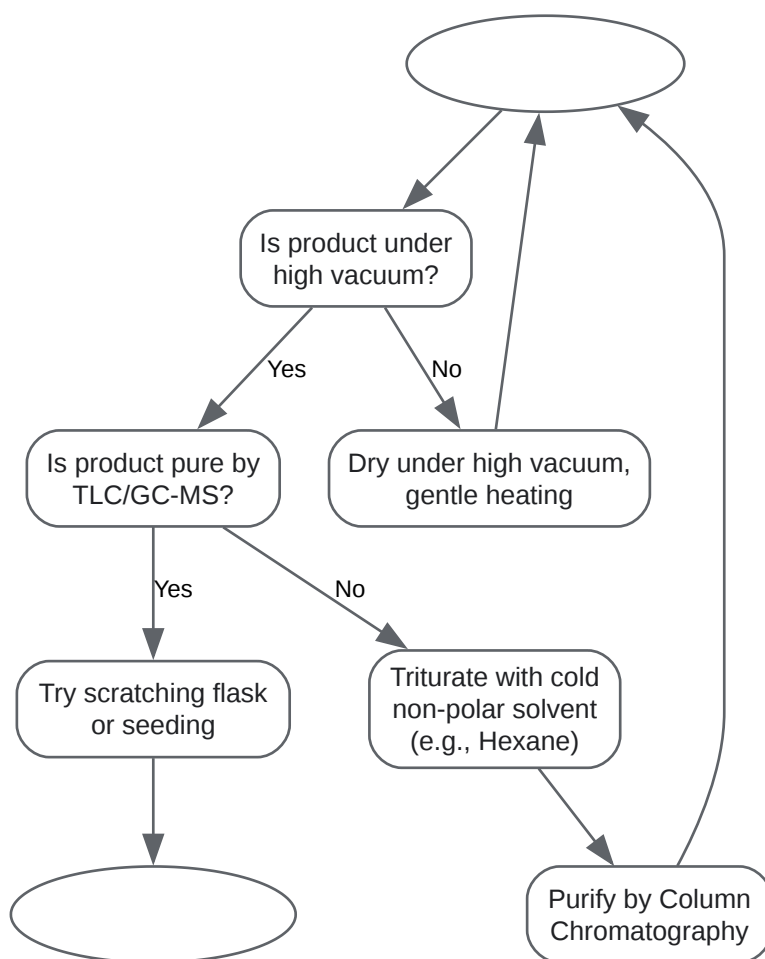 Is product under
high vacuum?
Yes
No
Is product pure by
TLC/GC-MS?
Dry under high vacuum,
gentle heating
Yes
No
Try scratching flask
or seeding
Triturate with cold
non-polar solvent
(e.g., Hexane)
Purify by Column
Chromatography